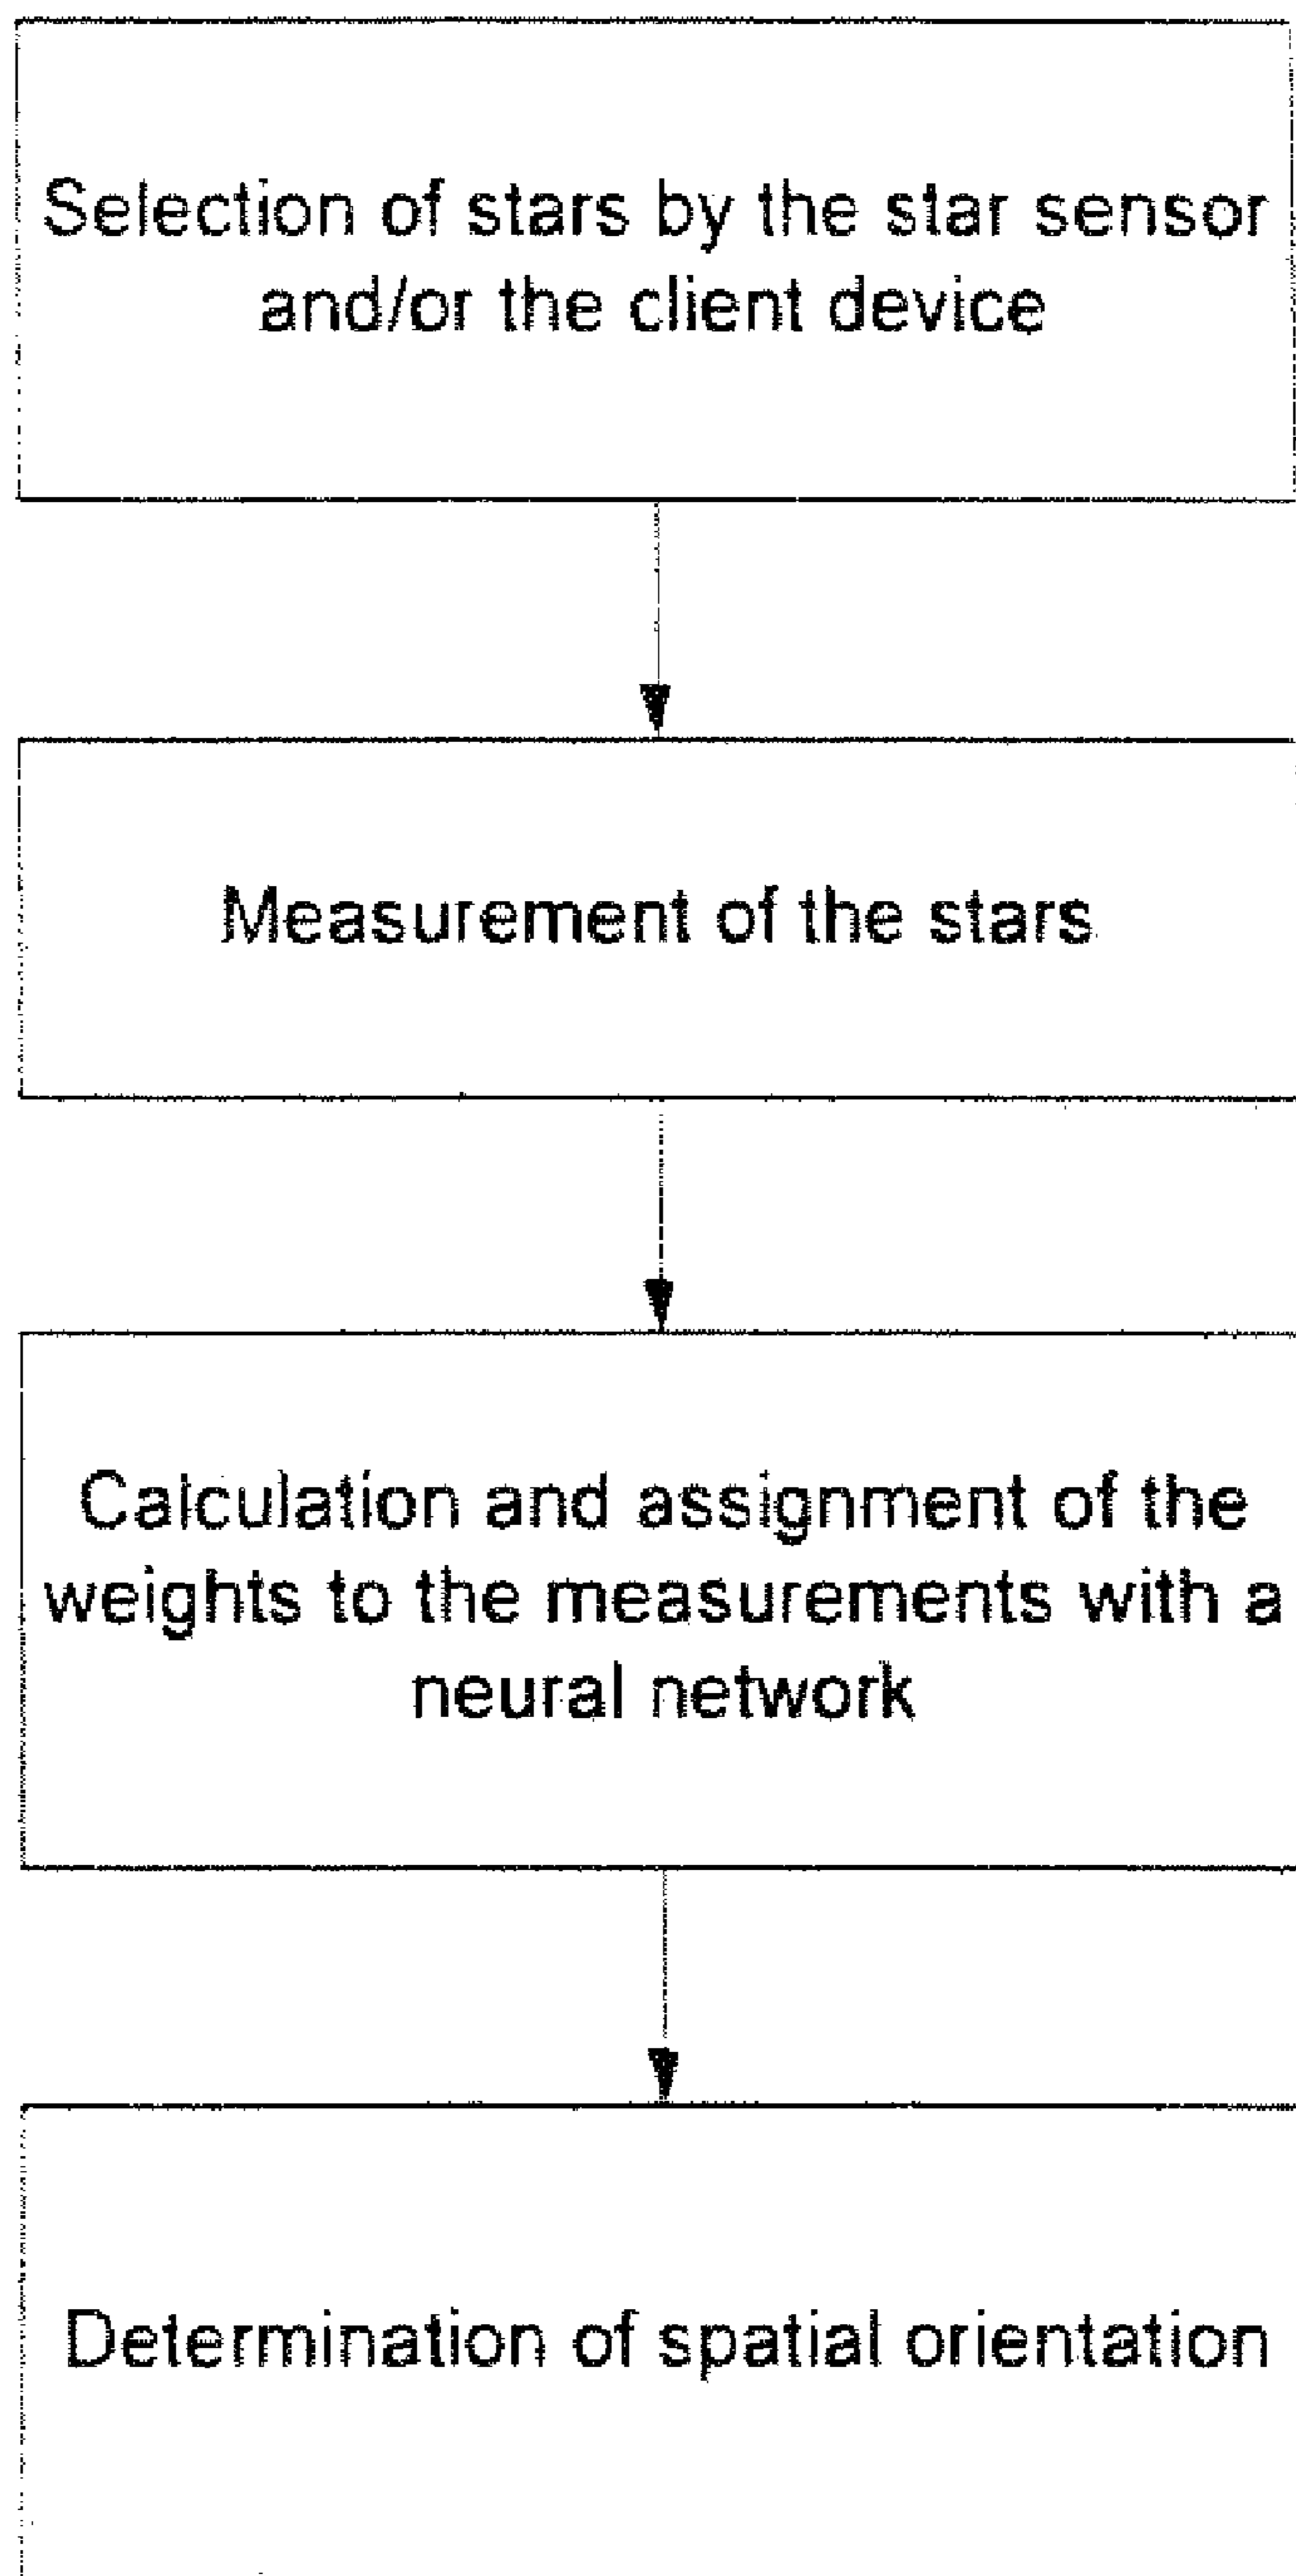 Selection of stars by the star sensor
and/or the client device
Measurement of the stars
Calculation and assignment of the
weights to the measurements with a
neural network
Determination of spatial orientation